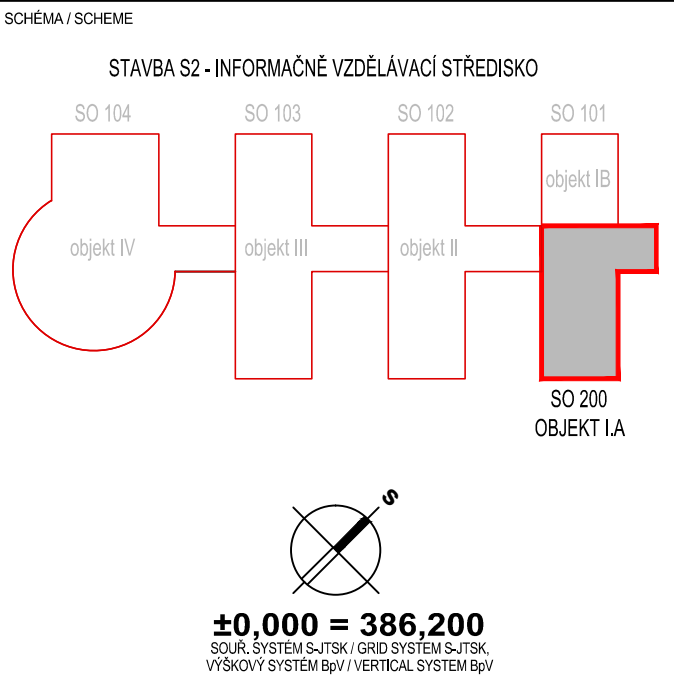 SCHÉMA / SCHEME
STAVBA S2 - INFORMAČNĚ VZDĚLÁVACÍ STŘEDISKO
SO 104
SO 103
SO 102
SO 101
objekt IB
objekt IV
objekt III
objekt II
SO 200
OBJEKT I.A
S
±0,000 = 386,200
SOUŘ. SYSTÉM S-JTSK / GRID SYSTEM S-JTSK,
VÝŠKOVÝ SYSTÉM BpV / VERTICAL SYSTEM BpV